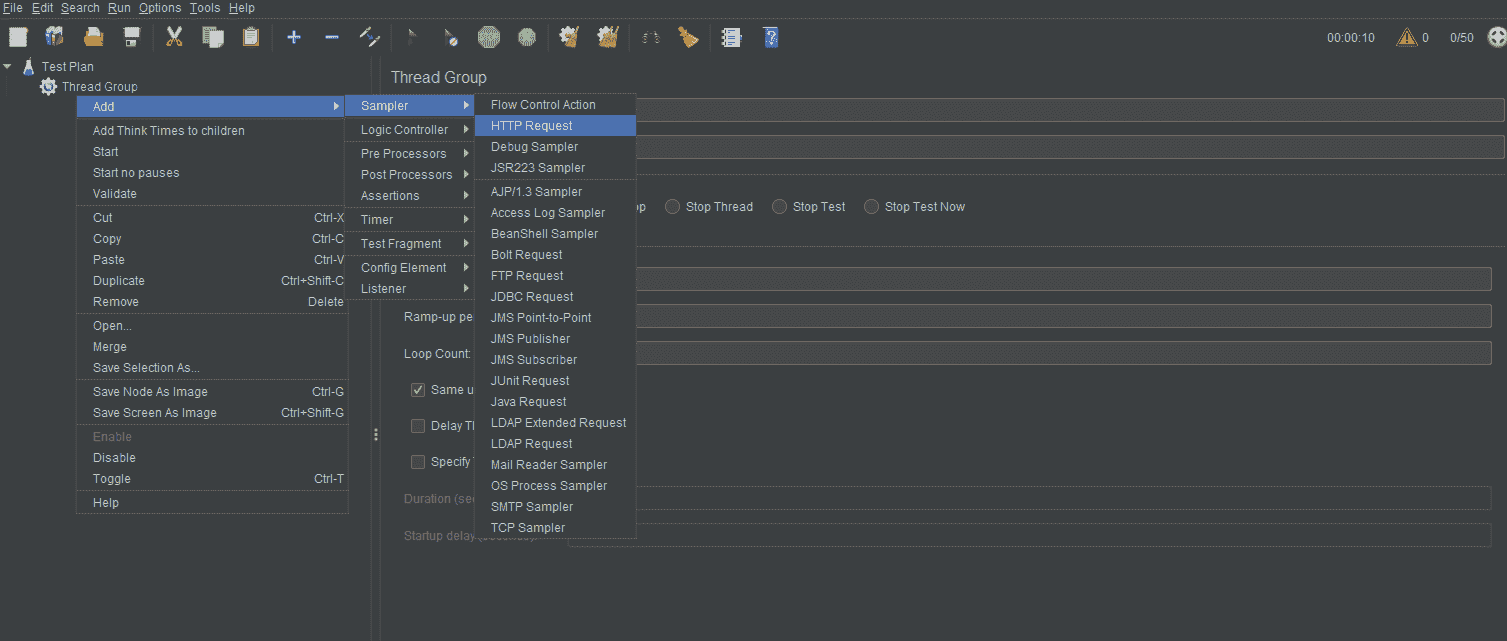 File Edit Search Run Options Tools Help
00:00:10 0 0/50
Test Plan
Thread Group
Thread Group
Add
Add Think Times to children
Start
Start no pauses
Validate
Cut Ctrl-X
Copy Ctrl-C
Paste Ctrl-V
Duplicate Ctrl+Shift-C
Remove Delete
Open...
Merge
Save Selection As...
Save Node As Image Ctrl-G
Save Screen As Image Ctrl+Shift-G
Enable
Disable
Toggle Ctrl-T
Help
Sampler
Logic Controller
Pre Processors
Post Processors
Assertions
Timer
Test Fragment
Config Element
Listener
Flow Control Action
HTTP Request
Debug Sampler
JSR223 Sampler
AJP/1.3 Sampler
Access Log Sampler
BeanShell Sampler
Bolt Request
FTP Request
JDBC Request
JMS Point-to-Point
JMS Publisher
JMS Subscriber
JUnit Request
Java Request
LDAP Extended Request
LDAP Request
Mail Reader Sampler
OS Process Sampler
SMTP Sampler
TCP Sampler
Stop Thread Stop Test Stop Test Now
Ramp-up
Loop Count:
Same
Delay
Specify
Duration
Startup delay